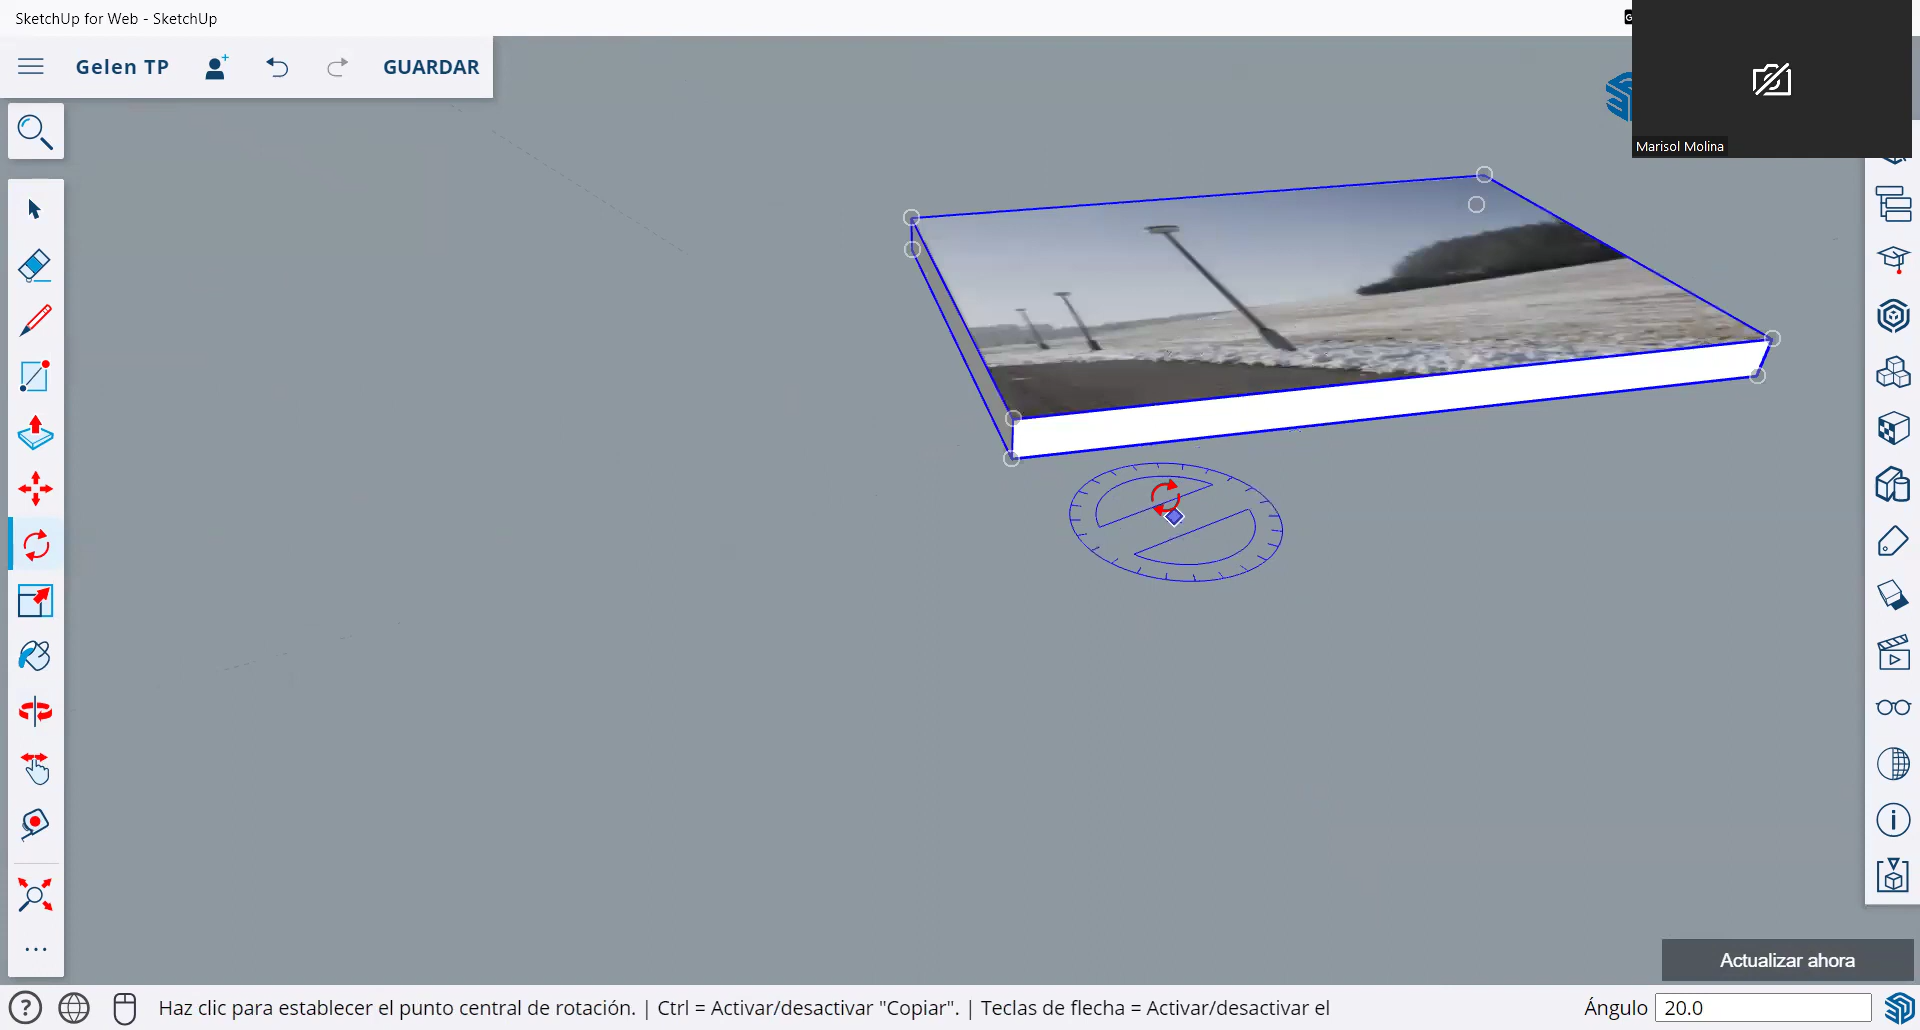 SketchUp for Web - SketchUp
Gelen TP
GUARDAR
Marisol Molina
Actualizar ahora
Haz clic para establecer el punto central de rotación. | Ctrl = Activar/desactivar "Copiar". | Teclas de flecha = Activar/desactivar el
Ángulo 20.0